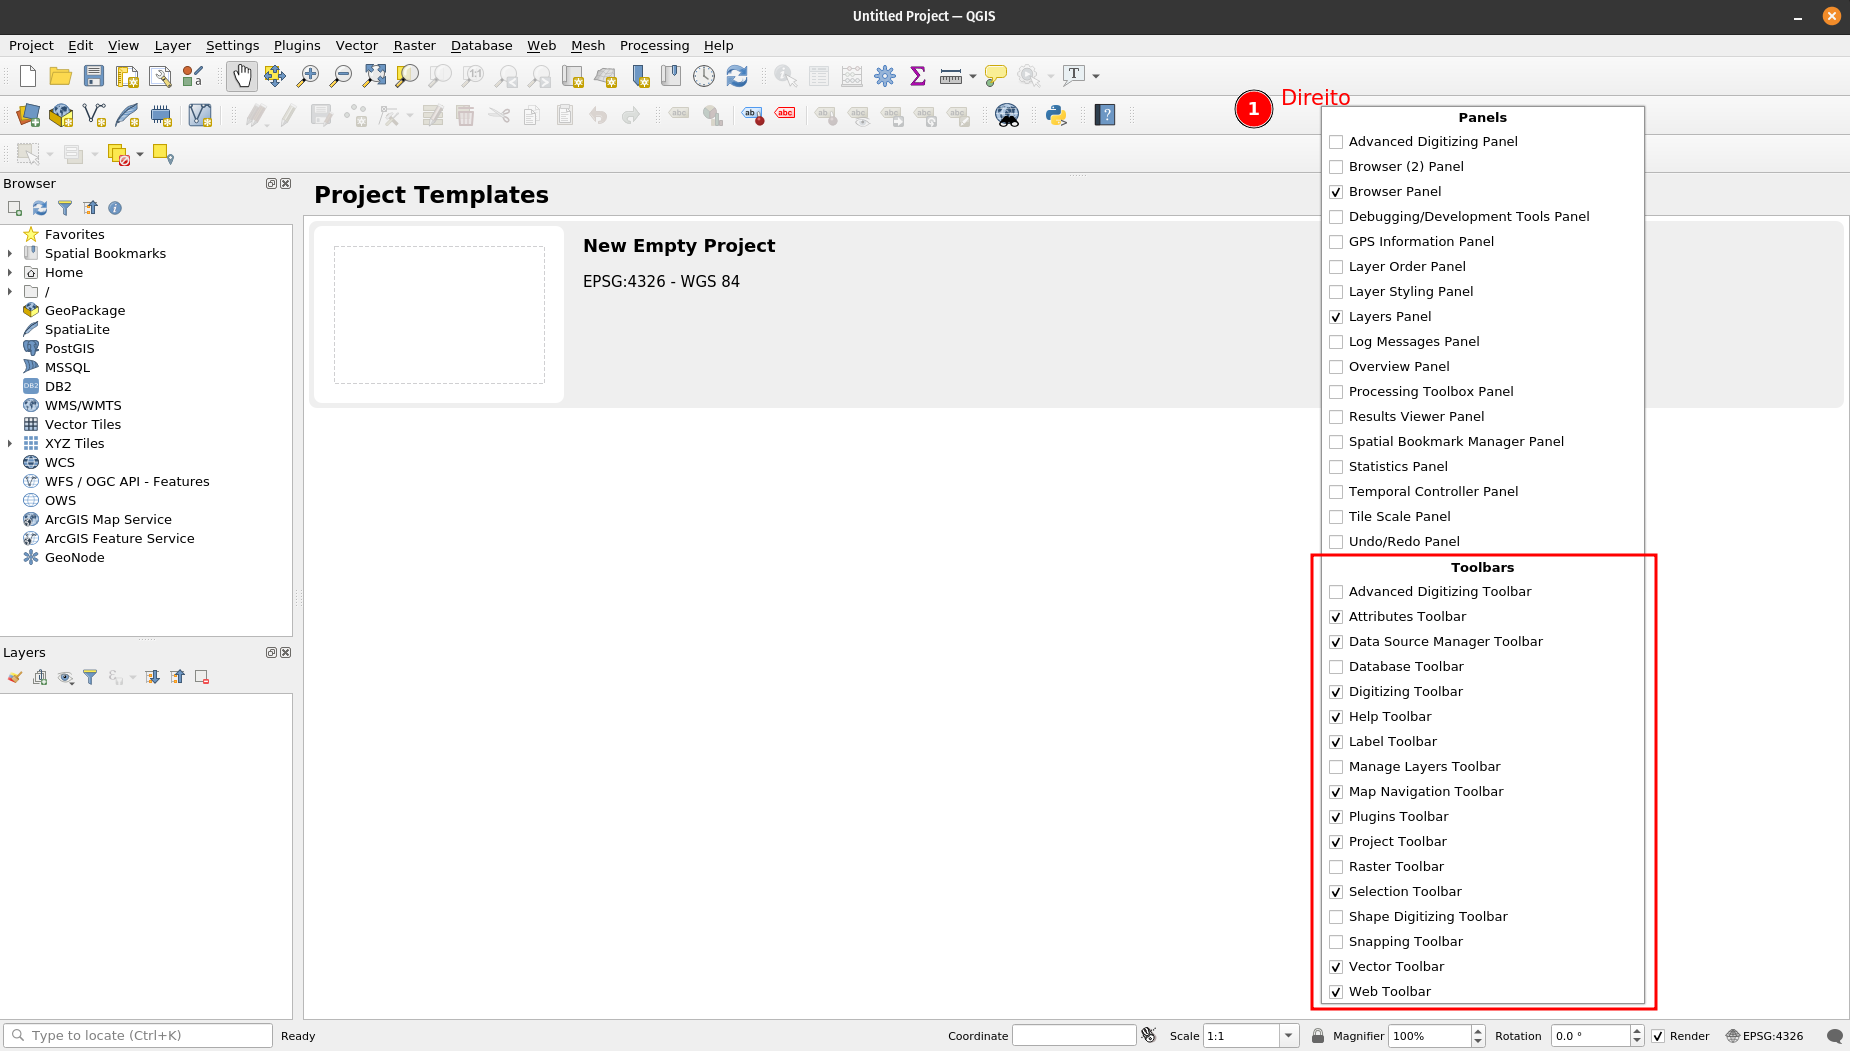 Untitled Project — QGIS
Project Edit View Layer Settings Plugins Vector Raster Database Web Mesh Processing Help
1 Direito
Panels
Advanced Digitizing Panel
Browser (2) Panel
Browser Panel
Debugging/Development Tools Panel
GPS Information Panel
Layer Order Panel
Layer Styling Panel
Layers Panel
Log Messages Panel
Overview Panel
Processing Toolbox Panel
Results Viewer Panel
Spatial Bookmark Manager Panel
Statistics Panel
Temporal Controller Panel
Tile Scale Panel
Undo/Redo Panel
Toolbars
Advanced Digitizing Toolbar
Attributes Toolbar
Data Source Manager Toolbar
Database Toolbar
Digitizing Toolbar
Help Toolbar
Label Toolbar
Manage Layers Toolbar
Map Navigation Toolbar
Plugins Toolbar
Project Toolbar
Raster Toolbar
Selection Toolbar
Shape Digitizing Toolbar
Snapping Toolbar
Vector Toolbar
Web Toolbar
Browser
Favorites
Spatial Bookmarks
Home
/
GeoPackage
SpatiaLite
PostGIS
MSSQL
DB2
WMS/WMTS
Vector Tiles
XYZ Tiles
WCS
WFS / OGC API - Features
OWS
ArcGIS Map Service
ArcGIS Feature Service
GeoNode
Layers
Project Templates
New Empty Project
EPSG:4326 - WGS 84
Type to locate (Ctrl+K) Ready Coordinate Scale 1:1 Magnifier 100% Rotation 0.0 ° Render EPSG:4326